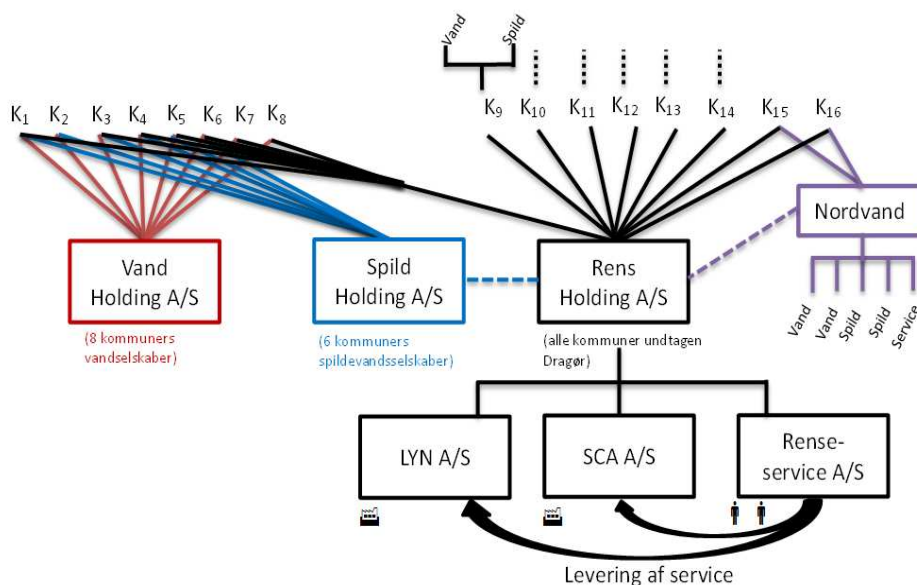 Vand Spild
K1 K2 K3 K4 K5 K6 K7 K8 K9 K10 K11 K12 K13 K14 K15 K16
Nordvand
Vand
Holding A/S
(8 kommuners
vandselskaber)
Spild
Holding A/S
(6 kommuners
spildevandsselskaber)
Rens
Holding A/S
(alle kommuner undtagen
Dragør)
Vand Vand Spild Spild Service
LYN A/S
SCA A/S
Rense-
service A/S
Levering af service